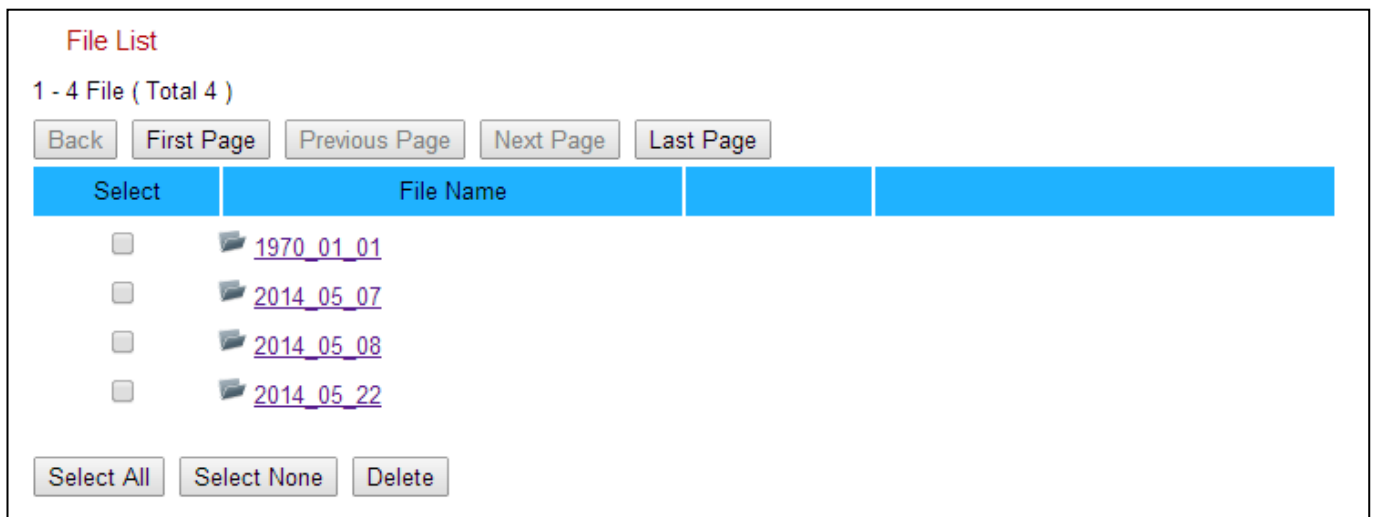 File List
1 - 4 File ( Total 4 )
Back First Page Previous Page Next Page Last Page
Select File Name
1970_01_01
2014_05_07
2014_05_08
2014_05_22
Select All Select None Delete